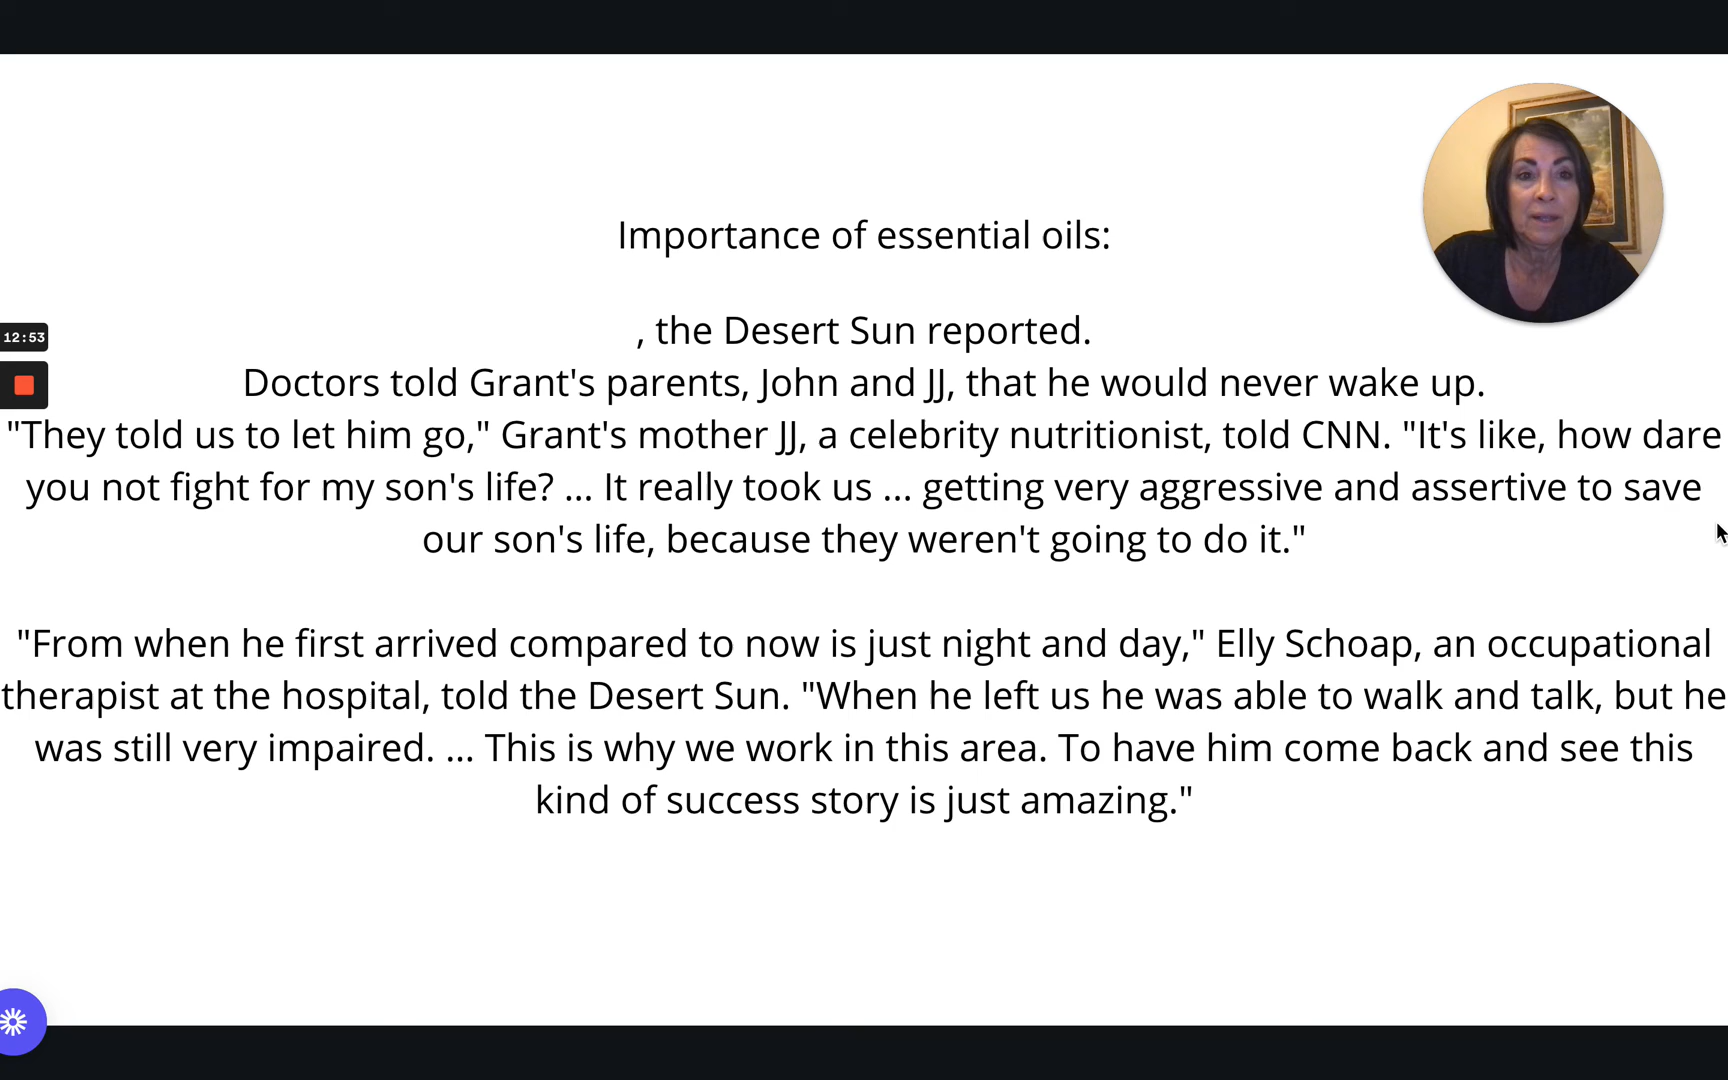 Importance of essential oils:
, the Desert Sun reported.
Doctors told Grant's parents, John and JJ, that he would never wake up.
"They told us to let him go," Grant's mother JJ, a celebrity nutritionist, told CNN. "It's like, how dare
you not fight for my son's life? ... It really took us ... getting very aggressive and assertive to save
our son's life, because they weren't going to do it."
"From when he first arrived compared to now is just night and day," Elly Schoap, an occupational
therapist at the hospital, told the Desert Sun. "When he left us he was able to walk and talk, but he
was still very impaired. ... This is why we work in this area. To have him come back and see this
kind of success story is just amazing."
12:53